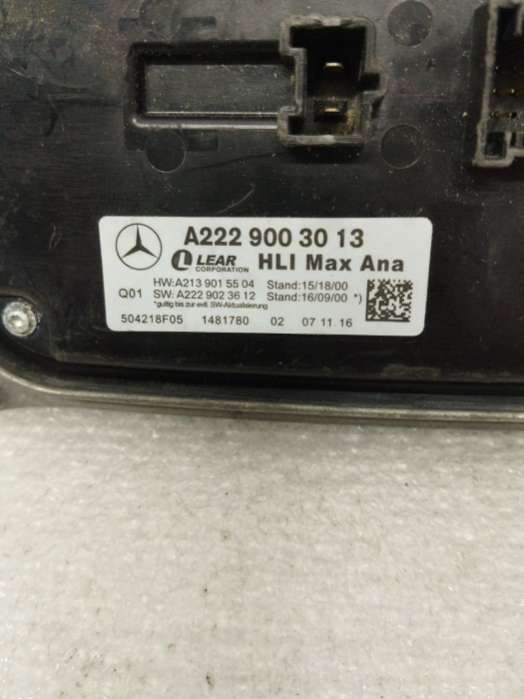 A222 900 30 13
LEAR CORPORATION HLI Max Ana
HW:A213 901 55 04 Stand:15/18/00
Q01 SW:A222 902 36 12 Stand:16/09/00 *)
*gültig bis zur evtl. SW-Aktualisierung
504218F05 1481780 02 07 11 16